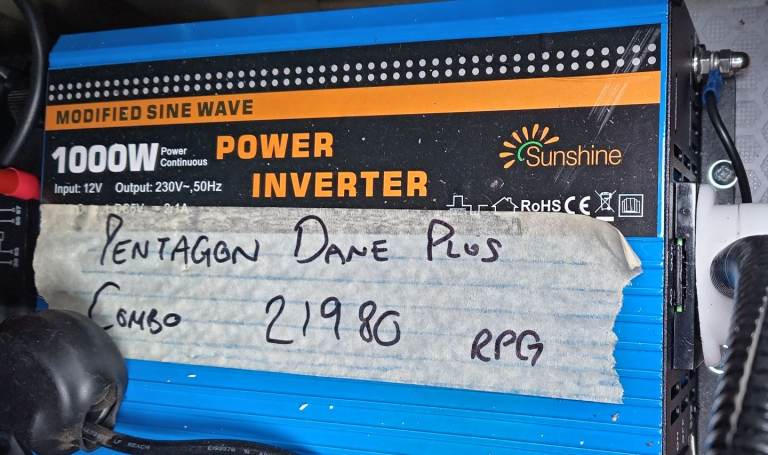 MODIFIED SINE WAVE
1000W Power Continuous POWER INVERTER
Sunshine
Input: 12V Output: 230V~,50Hz
RoHS CE
PENTAGON DANE PLUS
COMBO 21980 RPG